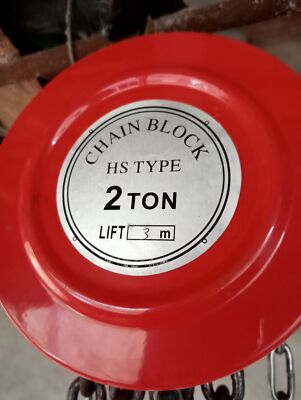 CHAIN BLOCK
HS TYPE
2 TON
LIFT 3 m